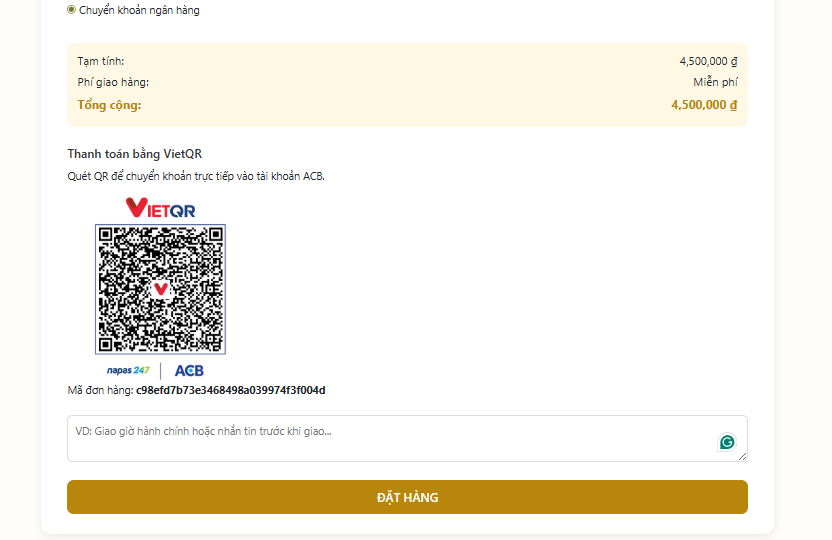 Chuyển khoản ngân hàng
Tạm tính: 4,500,000 ₫
Phí giao hàng: Miễn phí
Tổng cộng: 4,500,000 ₫
Thanh toán bằng VietQR
Quét QR để chuyển khoản trực tiếp vào tài khoản ACB.
VIETQR
napas 247 | ACB
Mã đơn hàng: c98efd7b73e3468498a039974f3f004d
VD: Giao giờ hành chính hoặc nhắn tin trước khi giao...
ĐẶT HÀNG